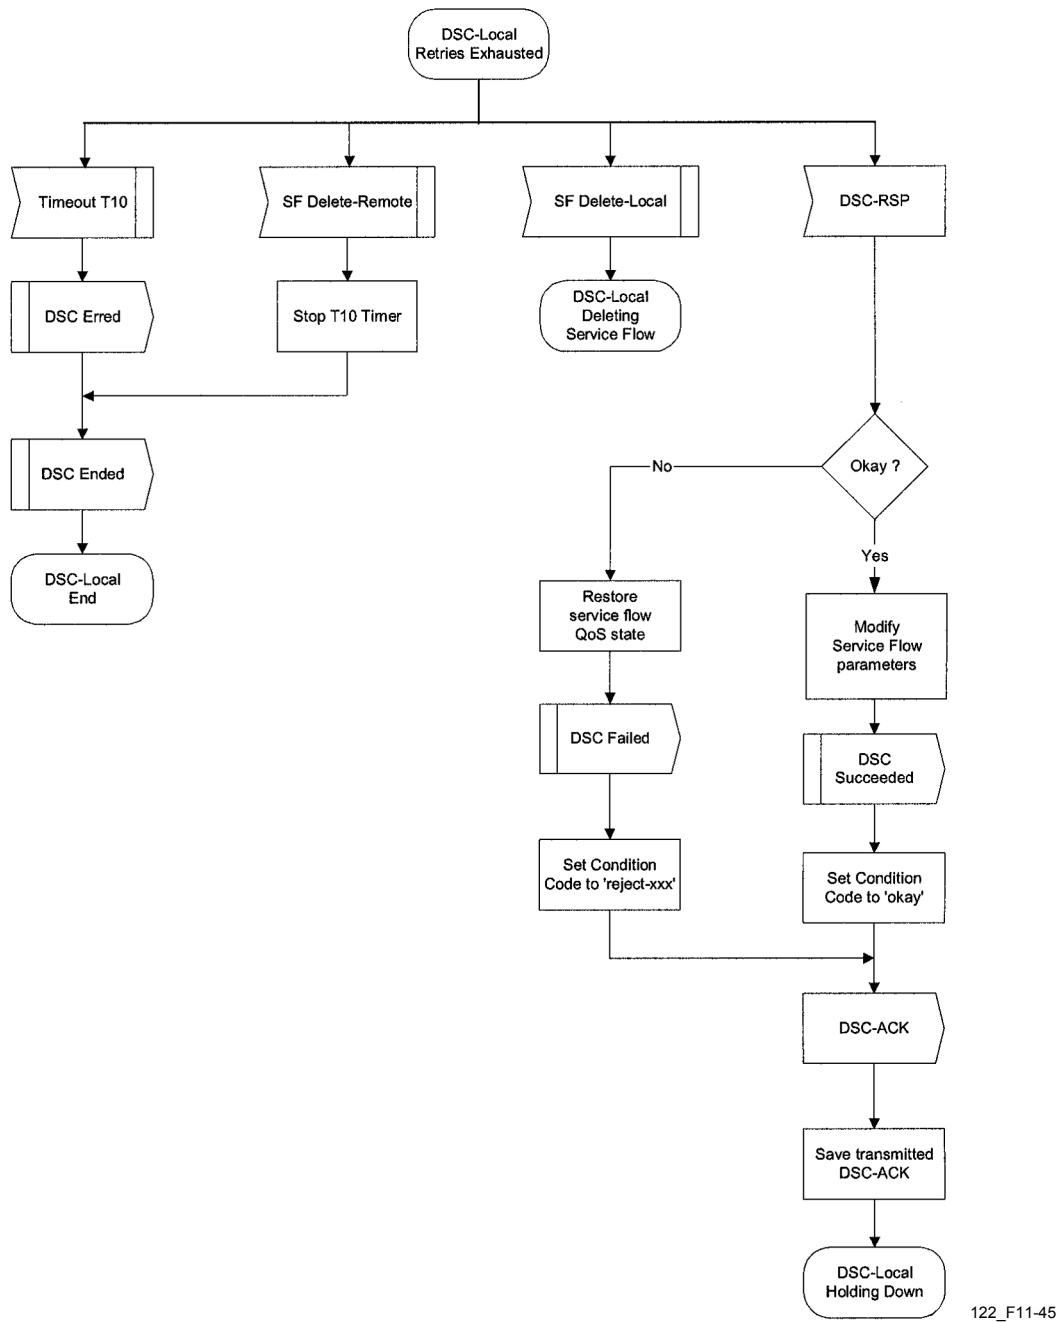 DSC-Local
Retries Exhausted
Timeout T10
SF Delete-Remote
SF Delete-Local
DSC-RSP
DSC Erred
Stop T10 Timer
DSC-Local
Deleting
Service Flow
DSC Ended
DSC-Local
End
Okay ?
No
Yes
Restore
service flow
QoS state
Modify
Service Flow
parameters
DSC Failed
DSC
Succeeded
Set Condition
Code to 'reject-xxx'
Set Condition
Code to 'okay'
DSC-ACK
Save transmitted
DSC-ACK
DSC-Local
Holding Down
122_F11-45